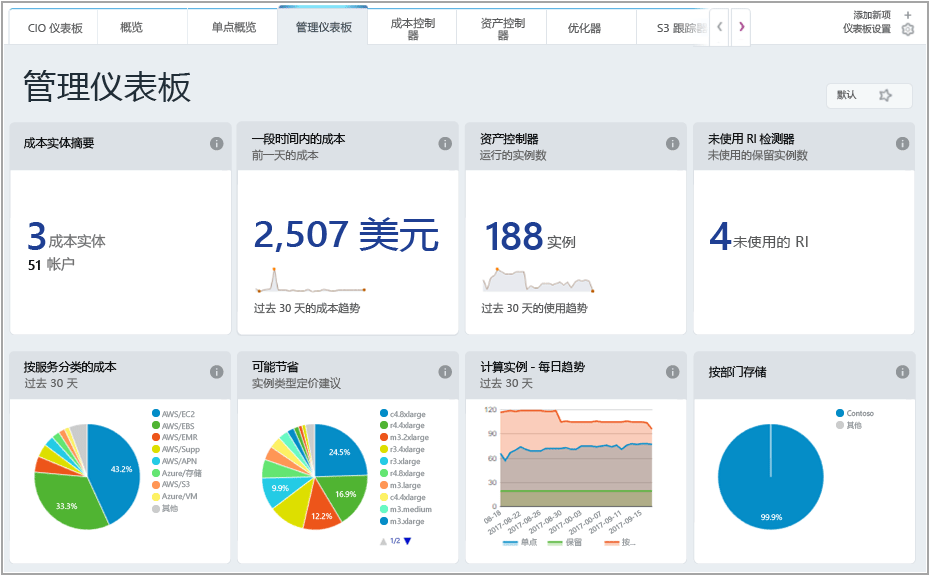 CIO 仪表板
概览
单点概览
管理仪表板
成本控制
器
资产控制
器
优化器
S3 跟踪器
添加新项
仪表板设置
管理仪表板
默认
成本实体摘要
3 成本实体
51 帐户
一段时间内的成本
前一天的成本
2,507 美元
过去 30 天的成本趋势
资产控制器
运行的实例数
188 实例
过去 30 天的使用趋势
未使用 RI 检测器
未使用的保留实例数
4 未使用的 RI
按服务分类的成本
过去 30 天
43.2%
33.3%
AWS/EC2
AWS/EBS
AWS/EMR
AWS/Supp
AWS/APN
Azure/存储
AWS/S3
Azure/VM
其他
可能节省
实例类型定价建议
24.5%
16.9%
12.2%
9.9%
c4.8xlarge
r4.4xlarge
m3.2xlarge
r3.4xlarge
r3.xlarge
r4.8xlarge
m3.large
c4.4xlarge
m3.medium
m3.xlarge
1/2
计算实例 - 每日趋势
过去 30 天
120
90
60
30
0
08-18
2017-08-22
2017-08-26
2017-08-30
2017-00-03
2017-00-07
2017-09-11
2017-09-15
单点
保留
按...
按部门存储
99.9%
Contoso
其他